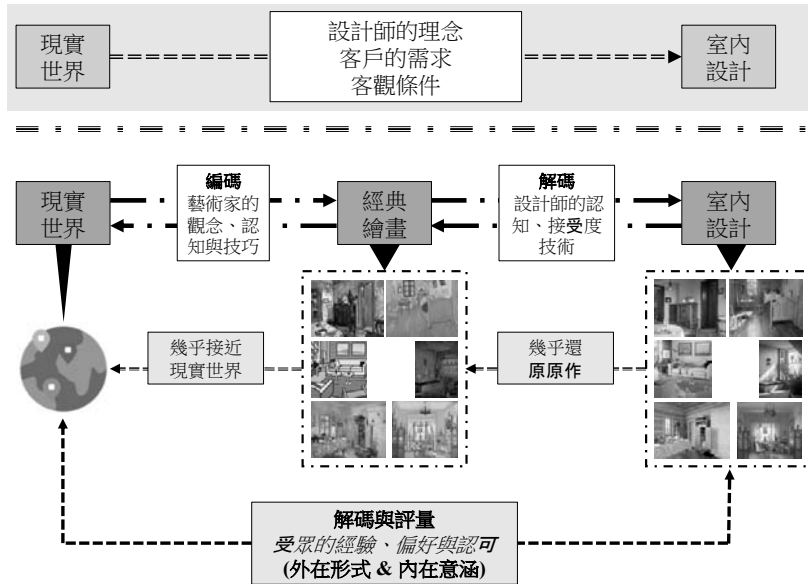 現實
世界
設計師的理念
客戶的需求
客觀條件
室內
設計
現實
世界
編碼
藝術家的
觀念、認
知與技巧
經典
繪畫
解碼
設計師的認
知、接受度
技術
室內
設計
幾乎接近
現實世界
幾乎還
原原作
解碼與評量
受眾的經驗、偏好與認可
(外在形式 & 內在意涵)